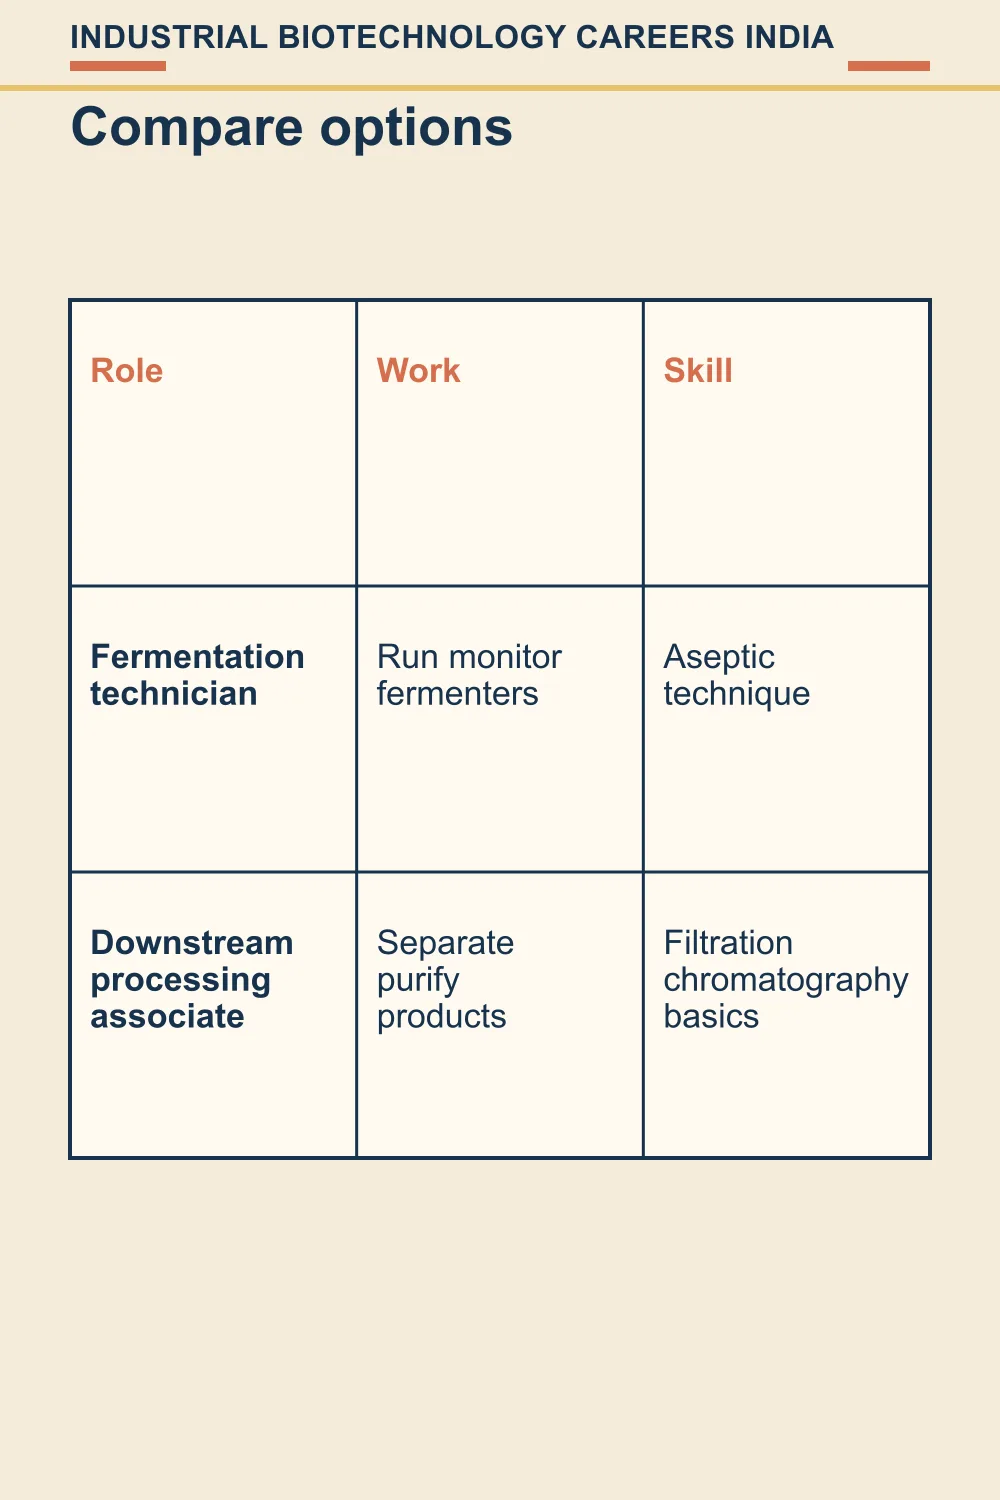 INDUSTRIAL BIOTECHNOLOGY CAREERS INDIA
Compare options
Role
Work
Skill
Fermentation
technician
Run monitor
fermenters
Aseptic
technique
Downstream
processing
associate
Separate
purify
products
Filtration
chromatography
basics